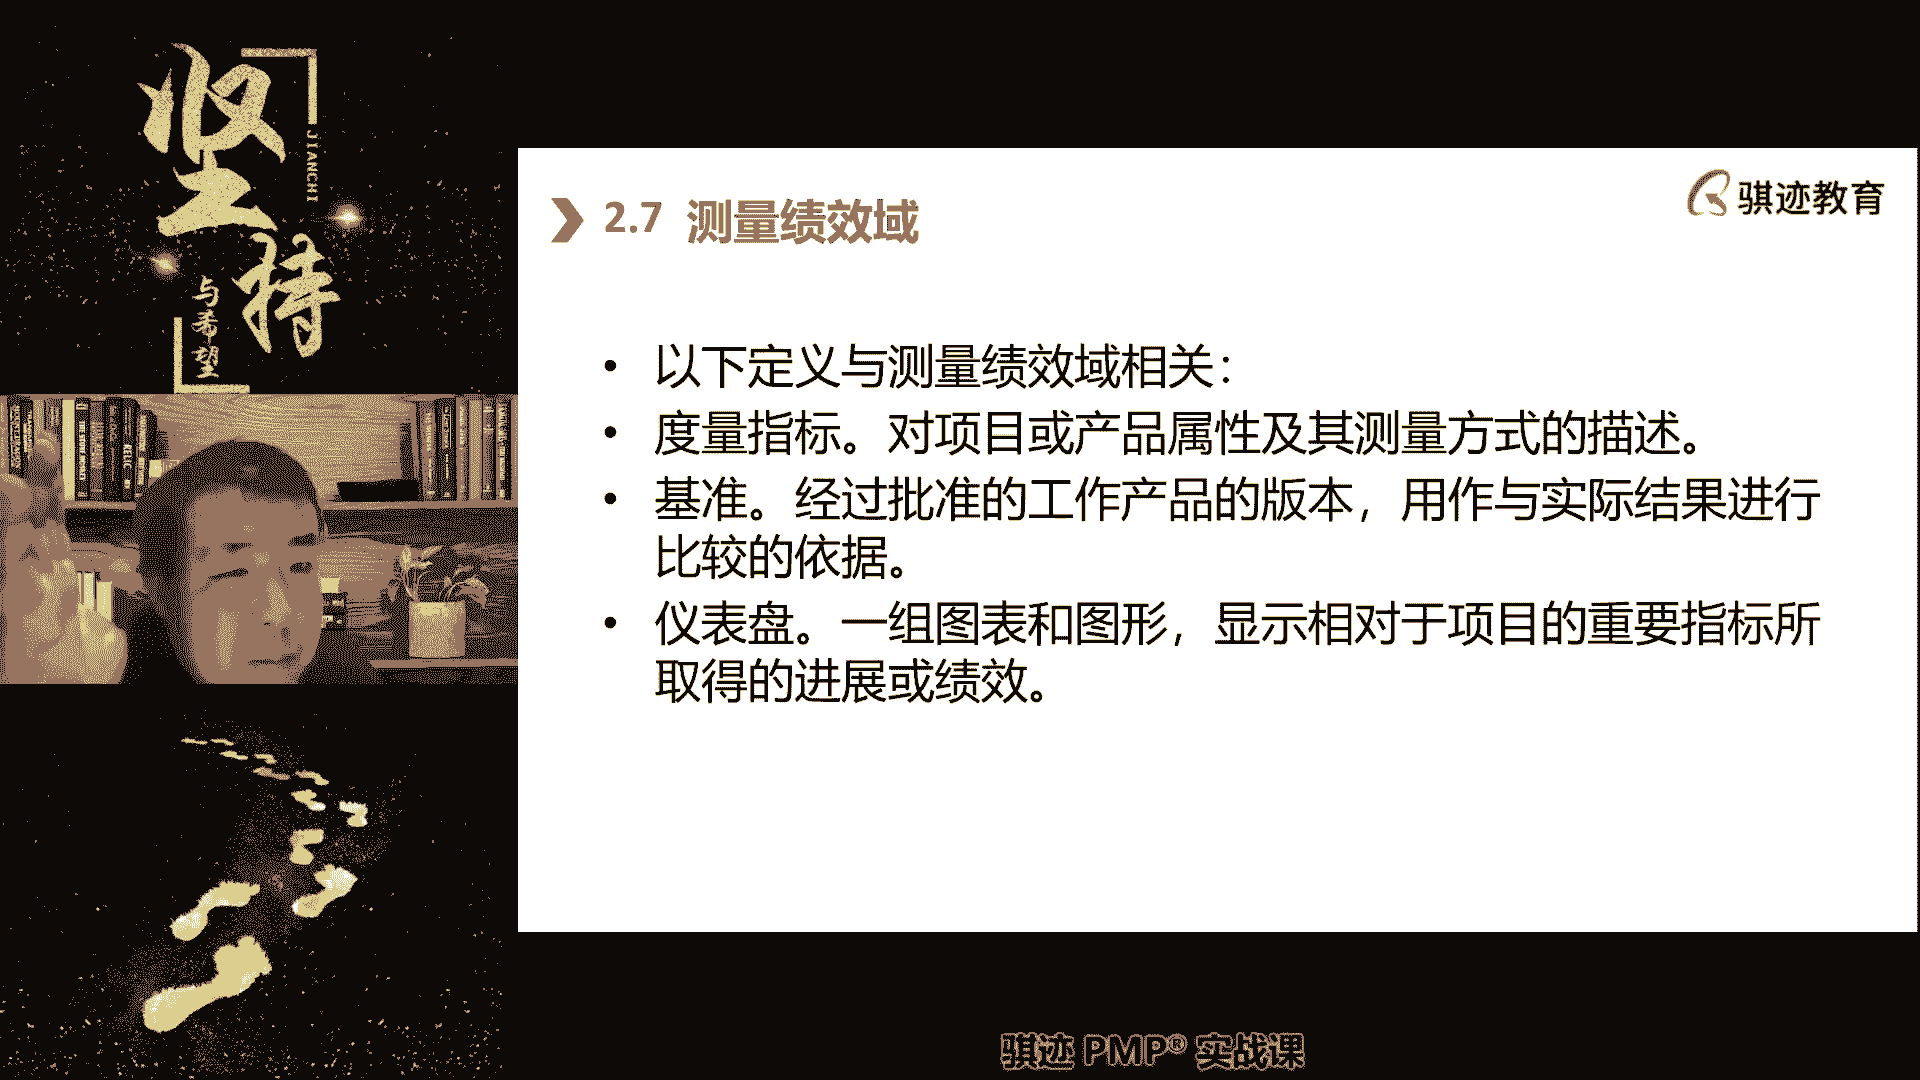 坚持
JIANCHI
与希望
2.7 测量绩效域
骐迹教育
• 以下定义与测量绩效域相关：
• 度量指标。对项目或产品属性及其测量方式的描述。
• 基准。经过批准的工作产品的版本，用作与实际结果进行
比较的依据。
• 仪表盘。一组图表和图形，显示相对于项目的重要指标所
取得的进展或绩效。
骐迹 PMP® 实战课